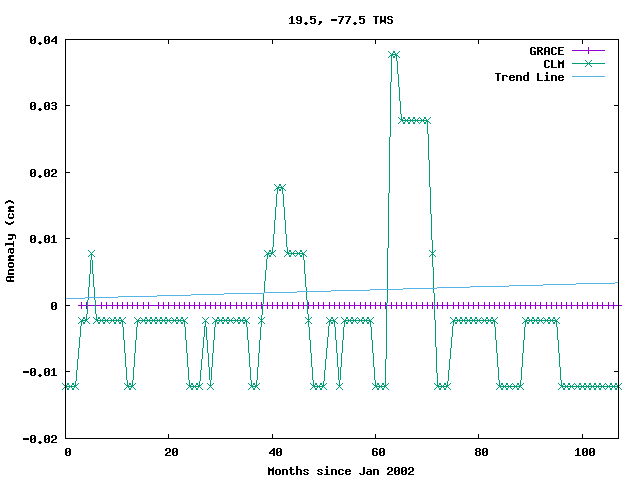 19.5, -77.5 TWS
GRACE
CLM
Trend Line
0.04
0.03
0.02
0.01
0
-0.01
-0.02
Anomaly (cm)
0 20 40 60 80 100
Months since Jan 2002